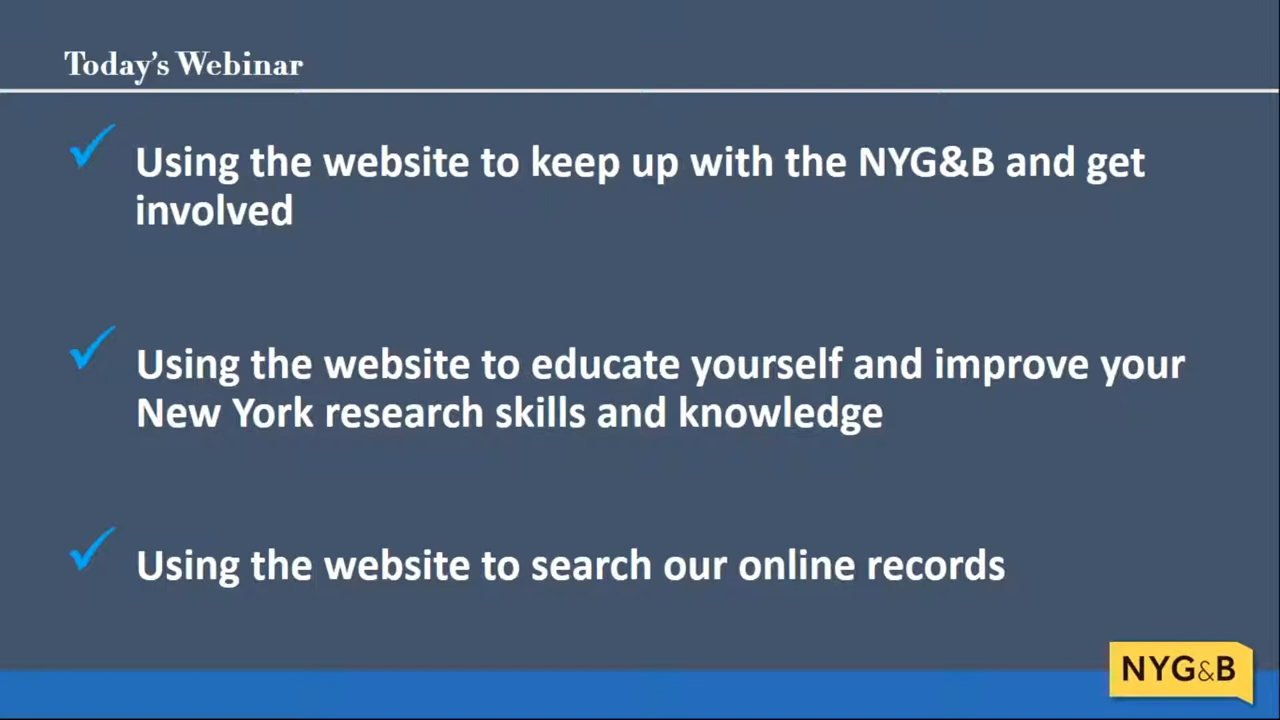 Today's Webinar
Using the website to keep up with the NYG&B and get
involved
Using the website to educate yourself and improve your
New York research skills and knowledge
Using the website to search our online records
NYG&B